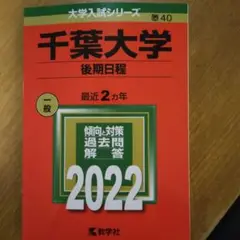 大学入試シリーズ
40
千葉大学
後期日程
一般
最近2カ年
傾向と対策
過去問
解答
2022
教学社